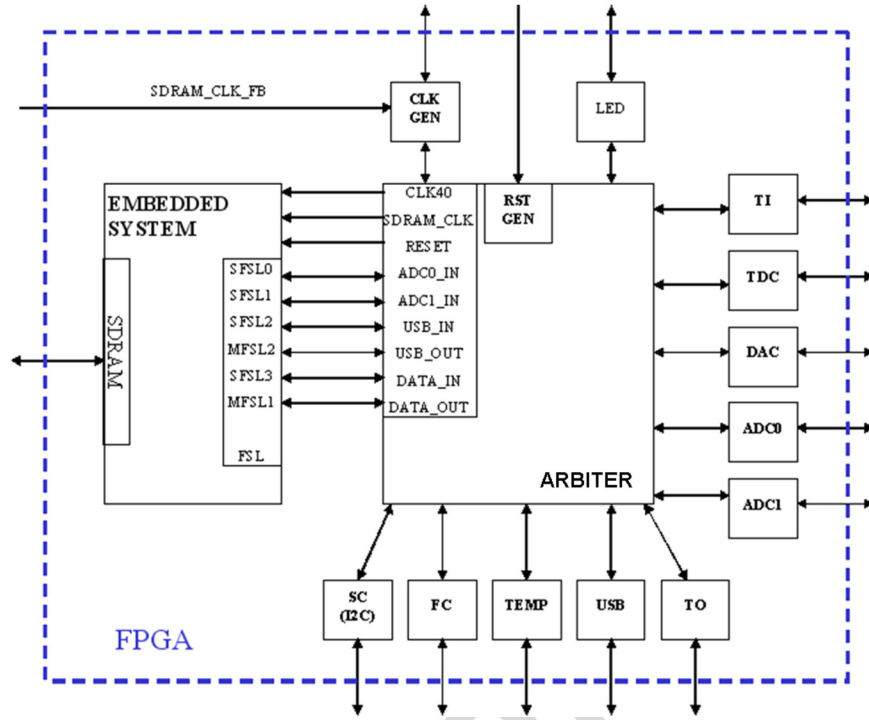 SDRAM_CLK_FB
CLK
GEN
LED
EMBEDDED
SYSTEM
SDRAM
SFSL0
SFSL1
SFSL2
MFSL2
SFSL3
MFSL1
FSL
CLK40
SDRAM_CLK
RESET
ADC0_IN
ADC1_IN
USB_IN
USB_OUT
DATA_IN
DATA_OUT
RST
GEN
ARBITER
TI
TDC
DAC
ADC0
ADC1
SC
(I2C)
FC
TEMP
USB
TO
FPGA